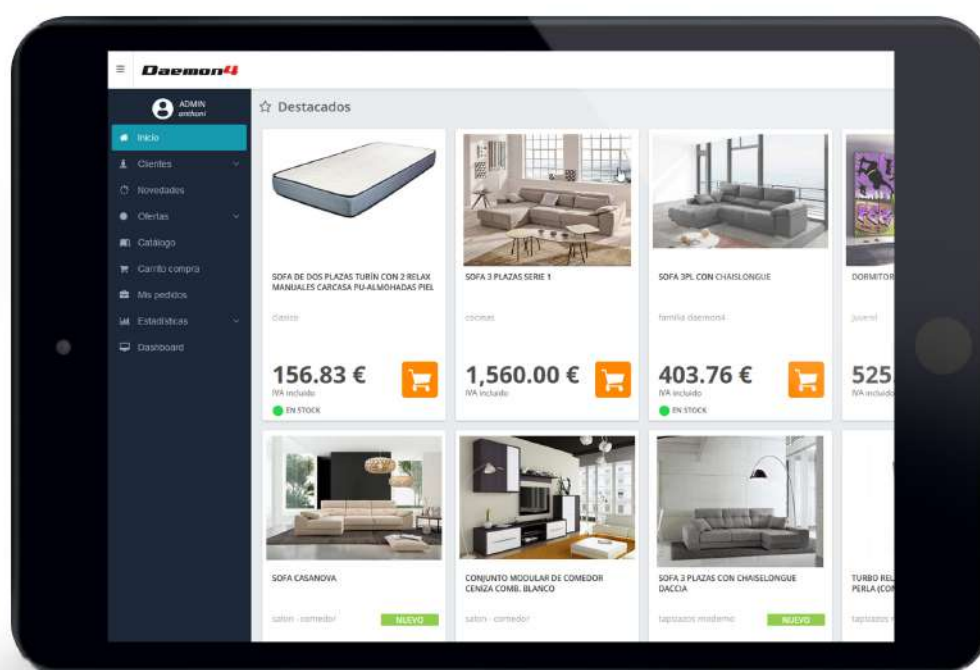 Daemon4
ADMIN
anthoni
Inicio
Clientes
Novedades
Ofertas
Catálogo
Carrito compra
Mis pedidos
Estadísticas
Dashboard
Destacados
SOFA DE DOS PLAZAS TURÍN CON 2 RELAX
MANUALES CARCASA PU-ALMOHADAS PIEL
clasico
156.83 €
IVA incluido
EN STOCK
SOFA 3 PLAZAS SERIE 1
cocinas
1,560.00 €
IVA incluido
SOFA 3PL CON CHAISLONGUE
familia daemon4
403.76 €
IVA incluido
EN STOCK
DORMITOR
juvenil
525.
IVA incluido
SOFA CASANOVA
salon - comedor
NUEVO
CONJUNTO MODULAR DE COMEDOR
CENIZA COMB. BLANCO
salon - comedor
SOFA 3 PLAZAS CON CHAISELONGUE
DACCIA
tapizados moderno
NUEVO
TURBO REL
PERLA (CON
tapizados